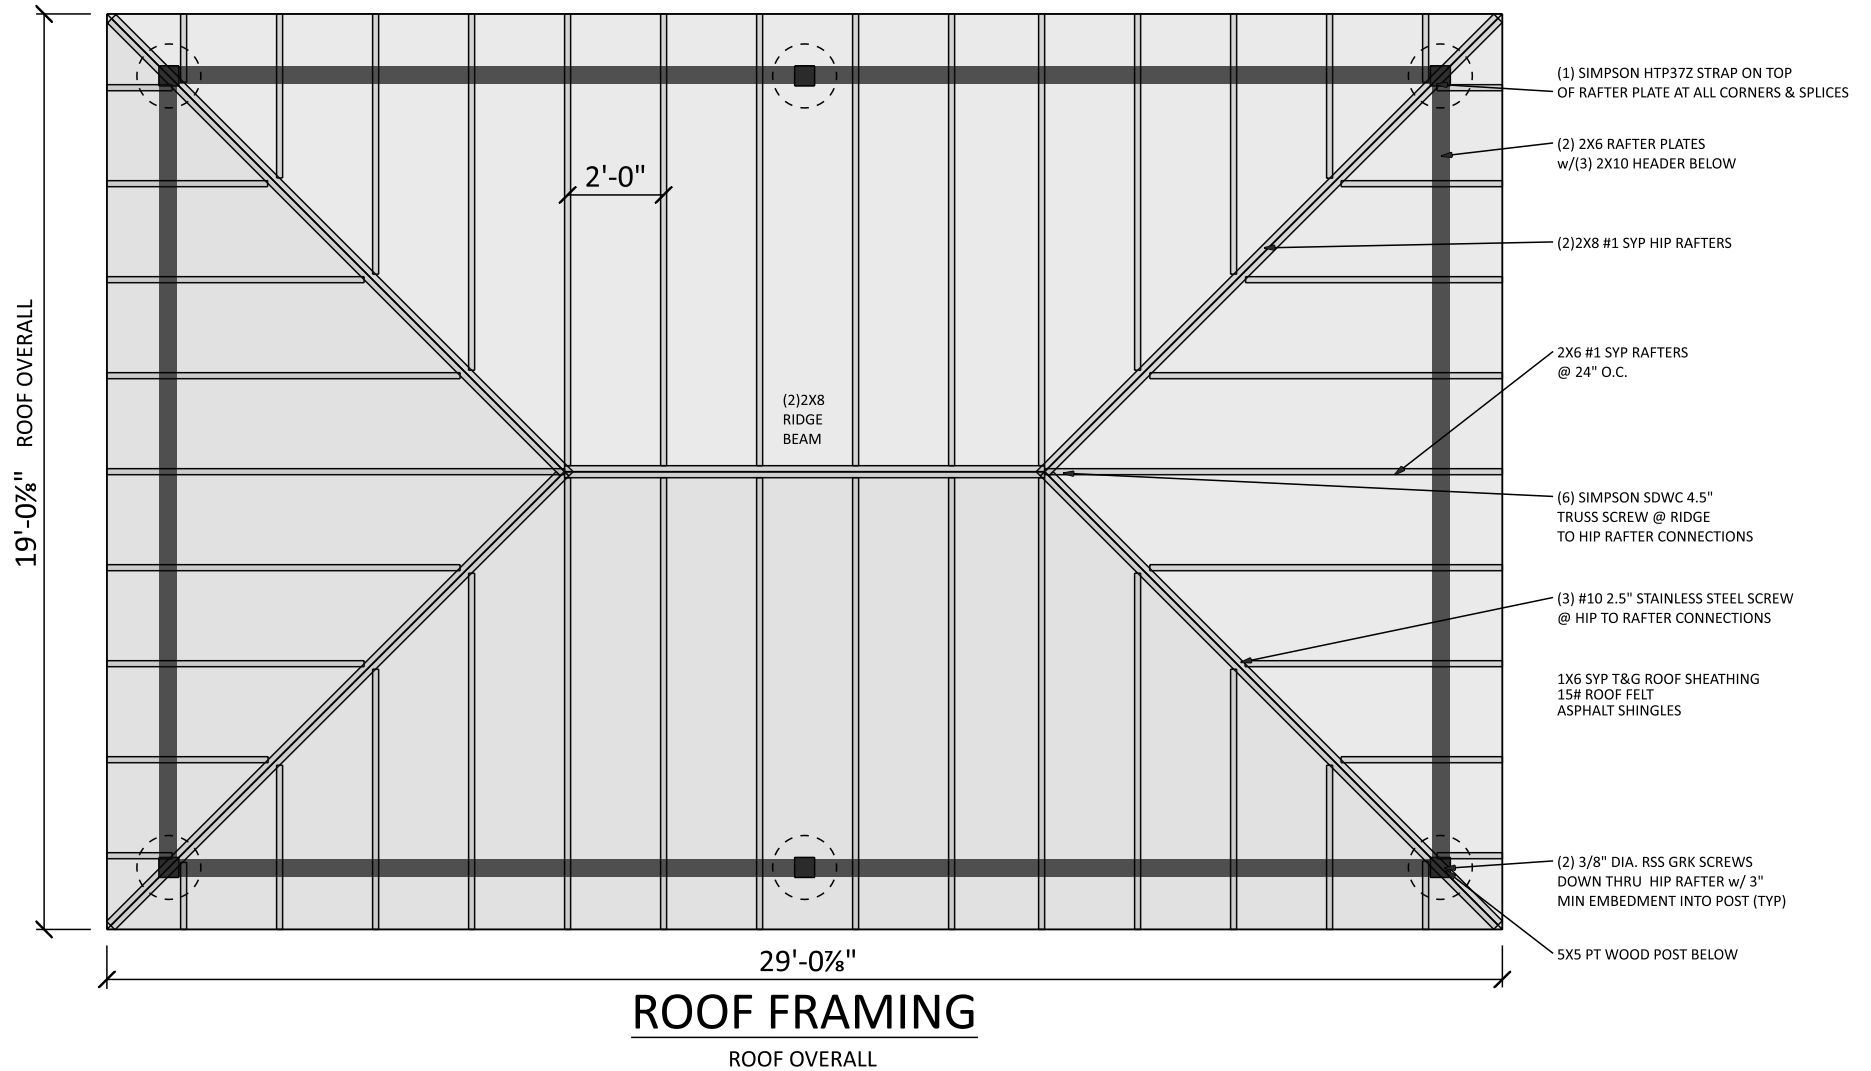 (1) SIMPSON HTP37Z STRAP ON TOP
OF RAFTER PLATE AT ALL CORNERS & SPLICES
(2) 2X6 RAFTER PLATES
w/(3) 2X10 HEADER BELOW
2'-0"
(2)2X8 #1 SYP HIP RAFTERS
19'-0⅞" ROOF OVERALL
2X6 #1 SYP RAFTERS
@ 24" O.C.
(2)2X8
RIDGE
BEAM
(6) SIMPSON SDWC 4.5"
TRUSS SCREW @ RIDGE
TO HIP RAFTER CONNECTIONS
(3) #10 2.5" STAINLESS STEEL SCREW
@ HIP TO RAFTER CONNECTIONS
1X6 SYP T&G ROOF SHEATHING
15# ROOF FELT
ASPHALT SHINGLES
(2) 3/8" DIA. RSS GRK SCREWS
DOWN THRU HIP RAFTER w/ 3"
MIN EMBEDMENT INTO POST (TYP)
5X5 PT WOOD POST BELOW
29'-0⅞"
ROOF FRAMING
ROOF OVERALL